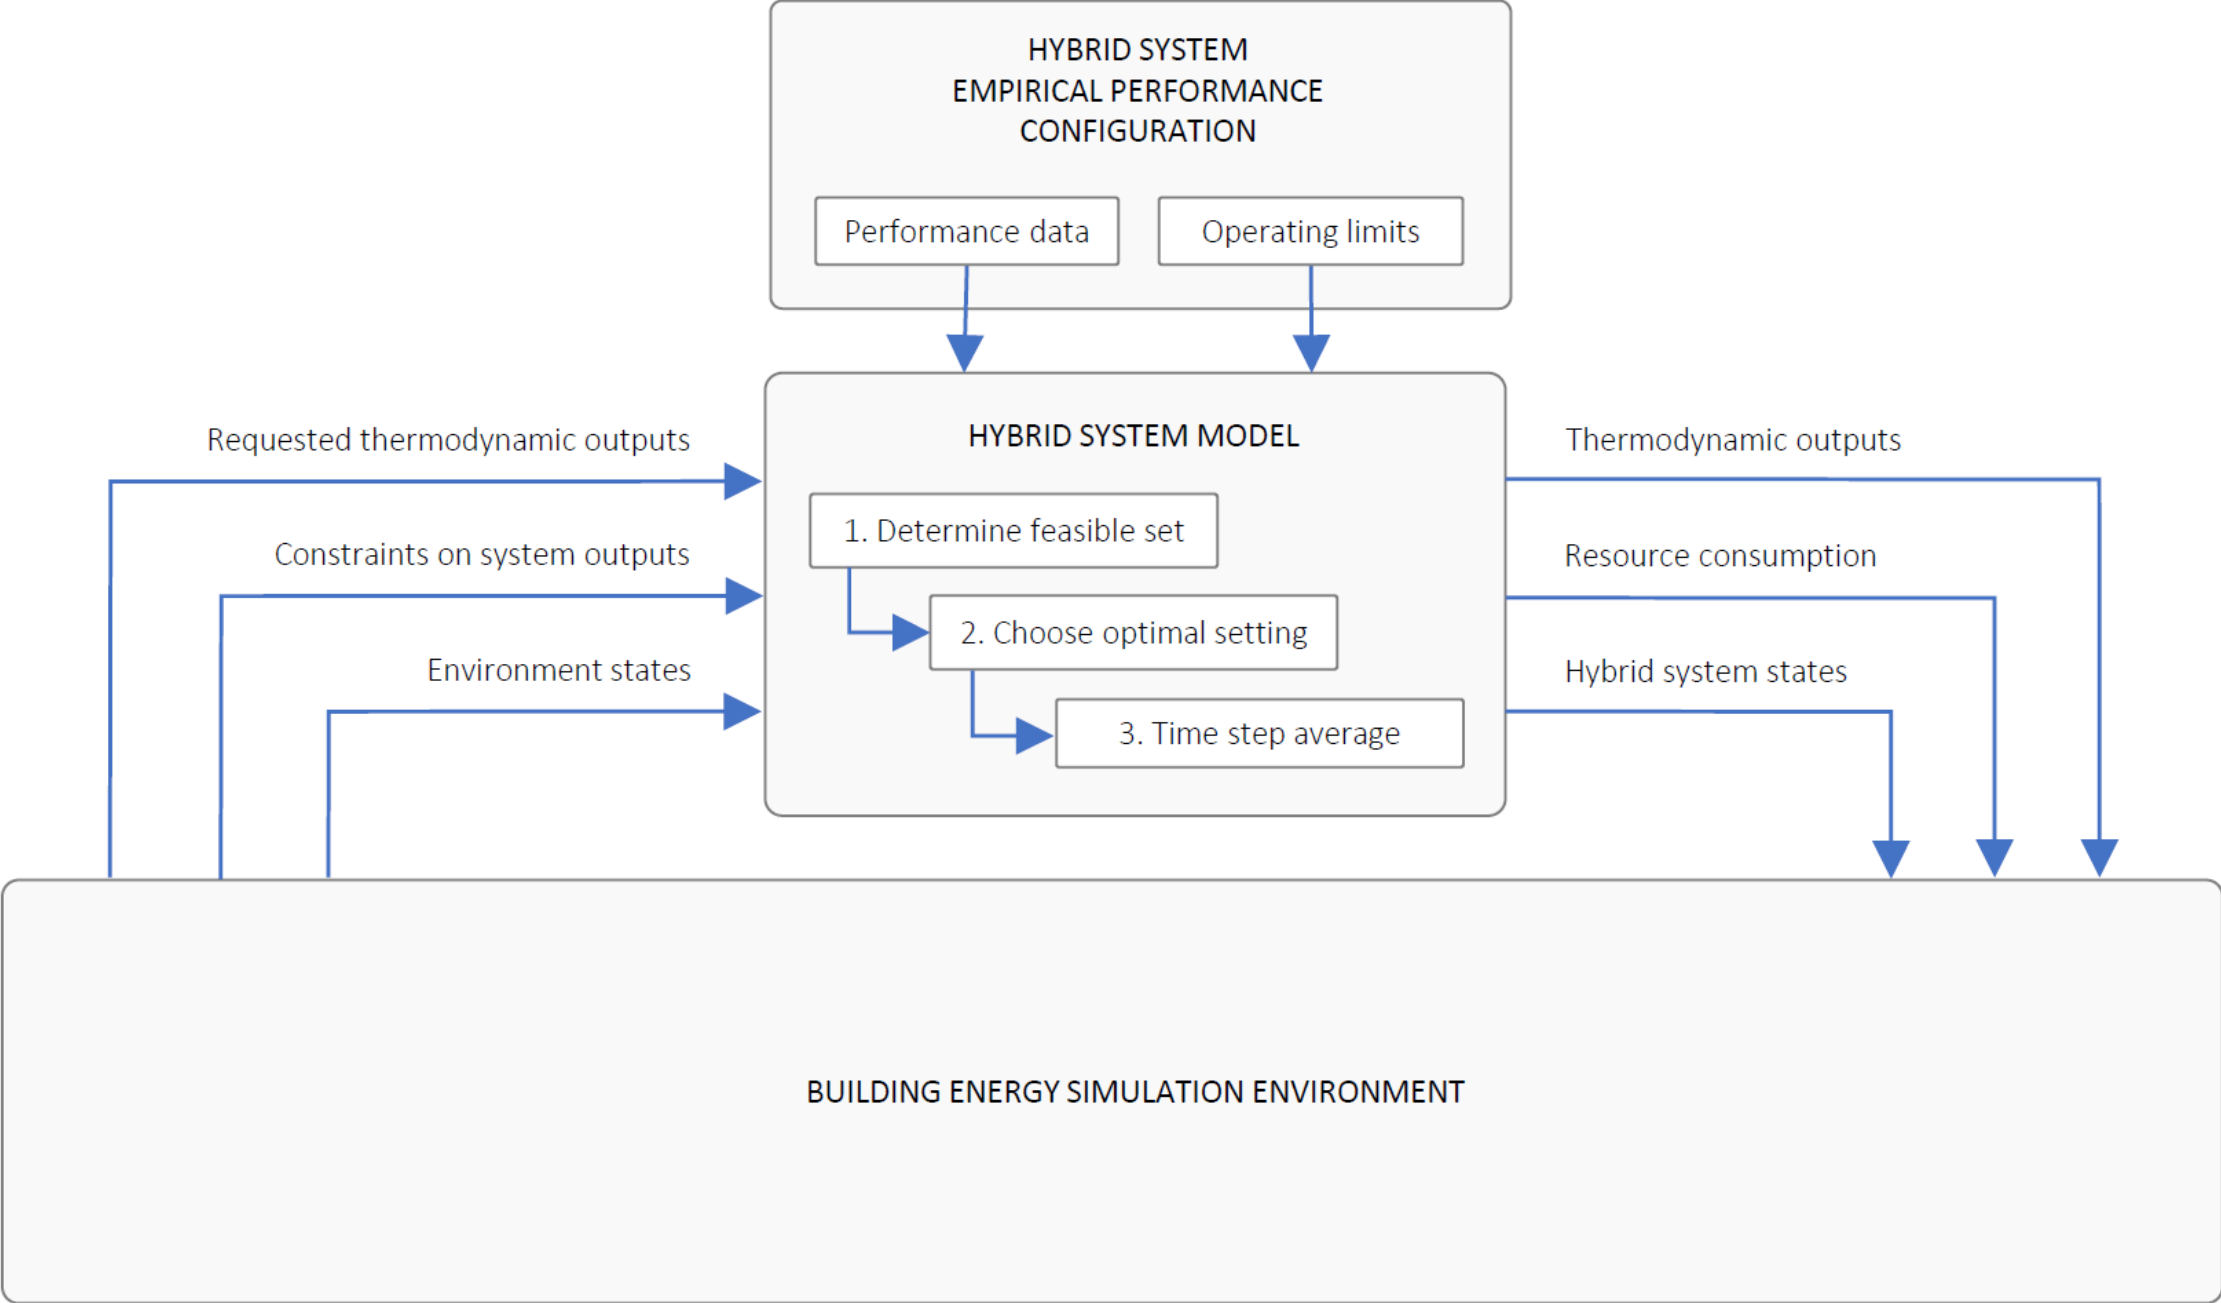 HYBRID SYSTEM
EMPIRICAL PERFORMANCE
CONFIGURATION
Performance data
Operating limits
Requested thermodynamic outputs
Constraints on system outputs
Environment states
HYBRID SYSTEM MODEL
1. Determine feasible set
2. Choose optimal setting
3. Time step average
Thermodynamic outputs
Resource consumption
Hybrid system states
BUILDING ENERGY SIMULATION ENVIRONMENT